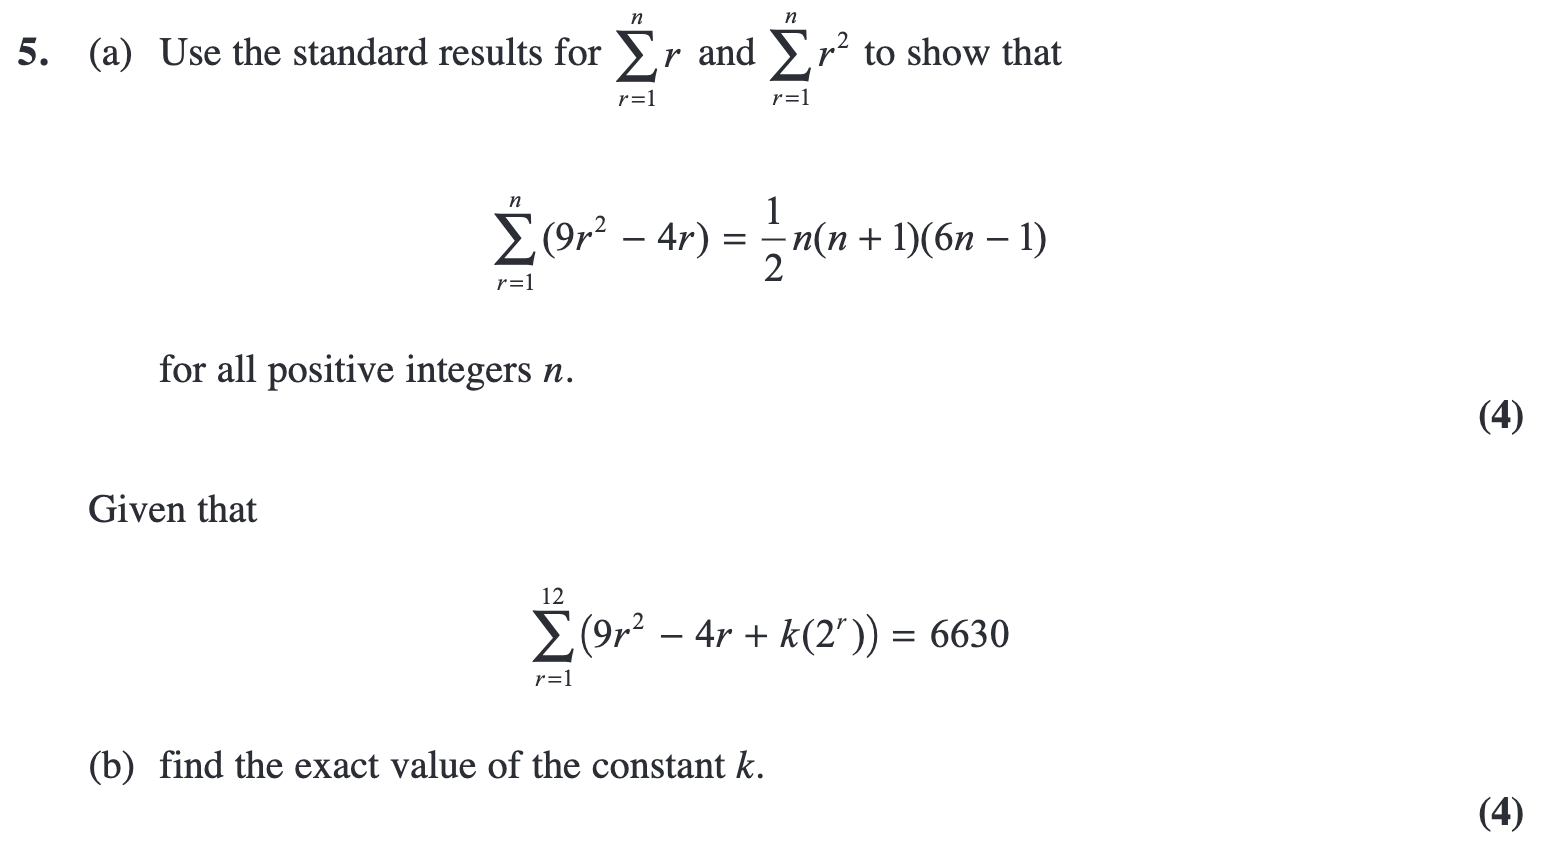 5. (a) Use the standard results for $\sum_{r=1}^{n} r$ and $\sum_{r=1}^{n} r^2$ to show that
$\sum_{r=1}^{n} (9r^2 - 4r) = \frac{1}{2} n(n + 1)(6n - 1)$
for all positive integers n.
(4)
Given that
$\sum_{r=1}^{12} (9r^2 - 4r + k(2^r)) = 6630$
(b) find the exact value of the constant k.
(4)